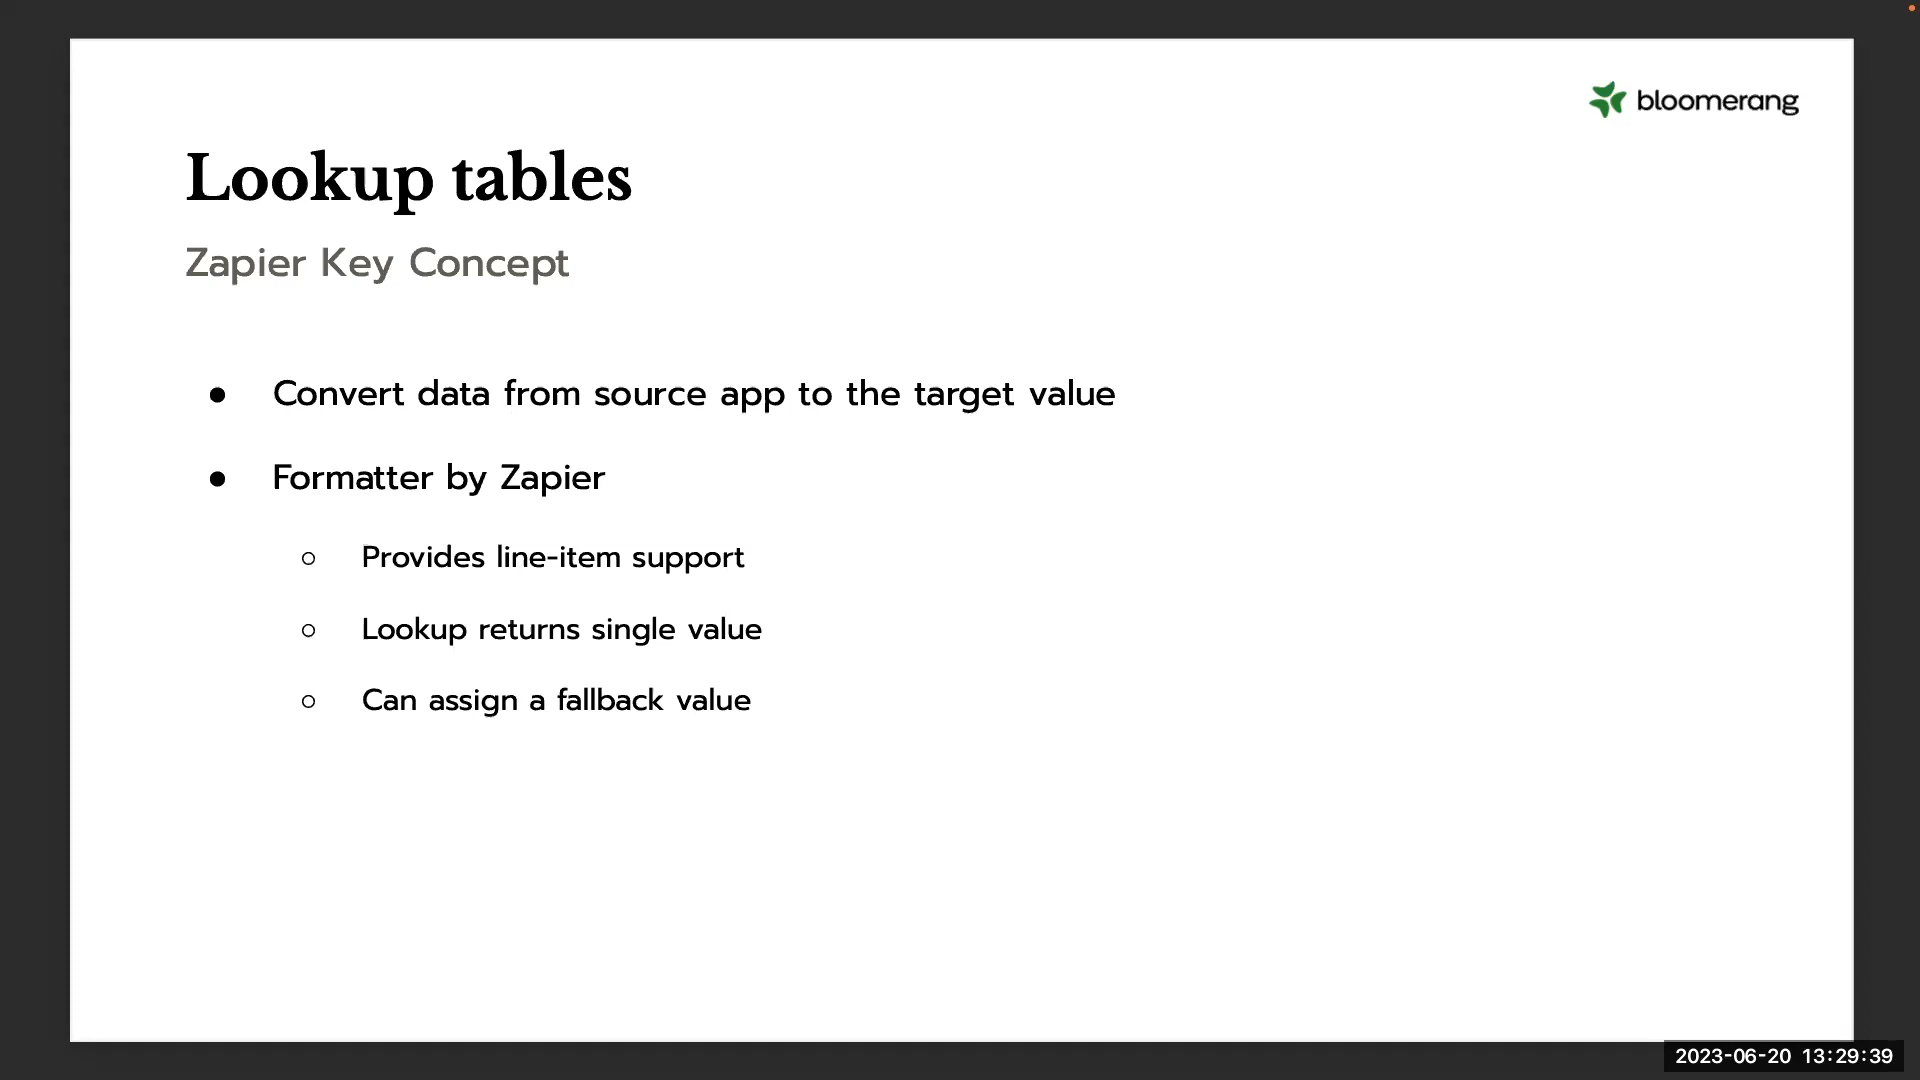 bloomerang
Lookup tables
Zapier Key Concept
● Convert data from source app to the target value
● Formatter by Zapier
○ Provides line-item support
○ Lookup returns single value
○ Can assign a fallback value
2023-06-20 13:29:39